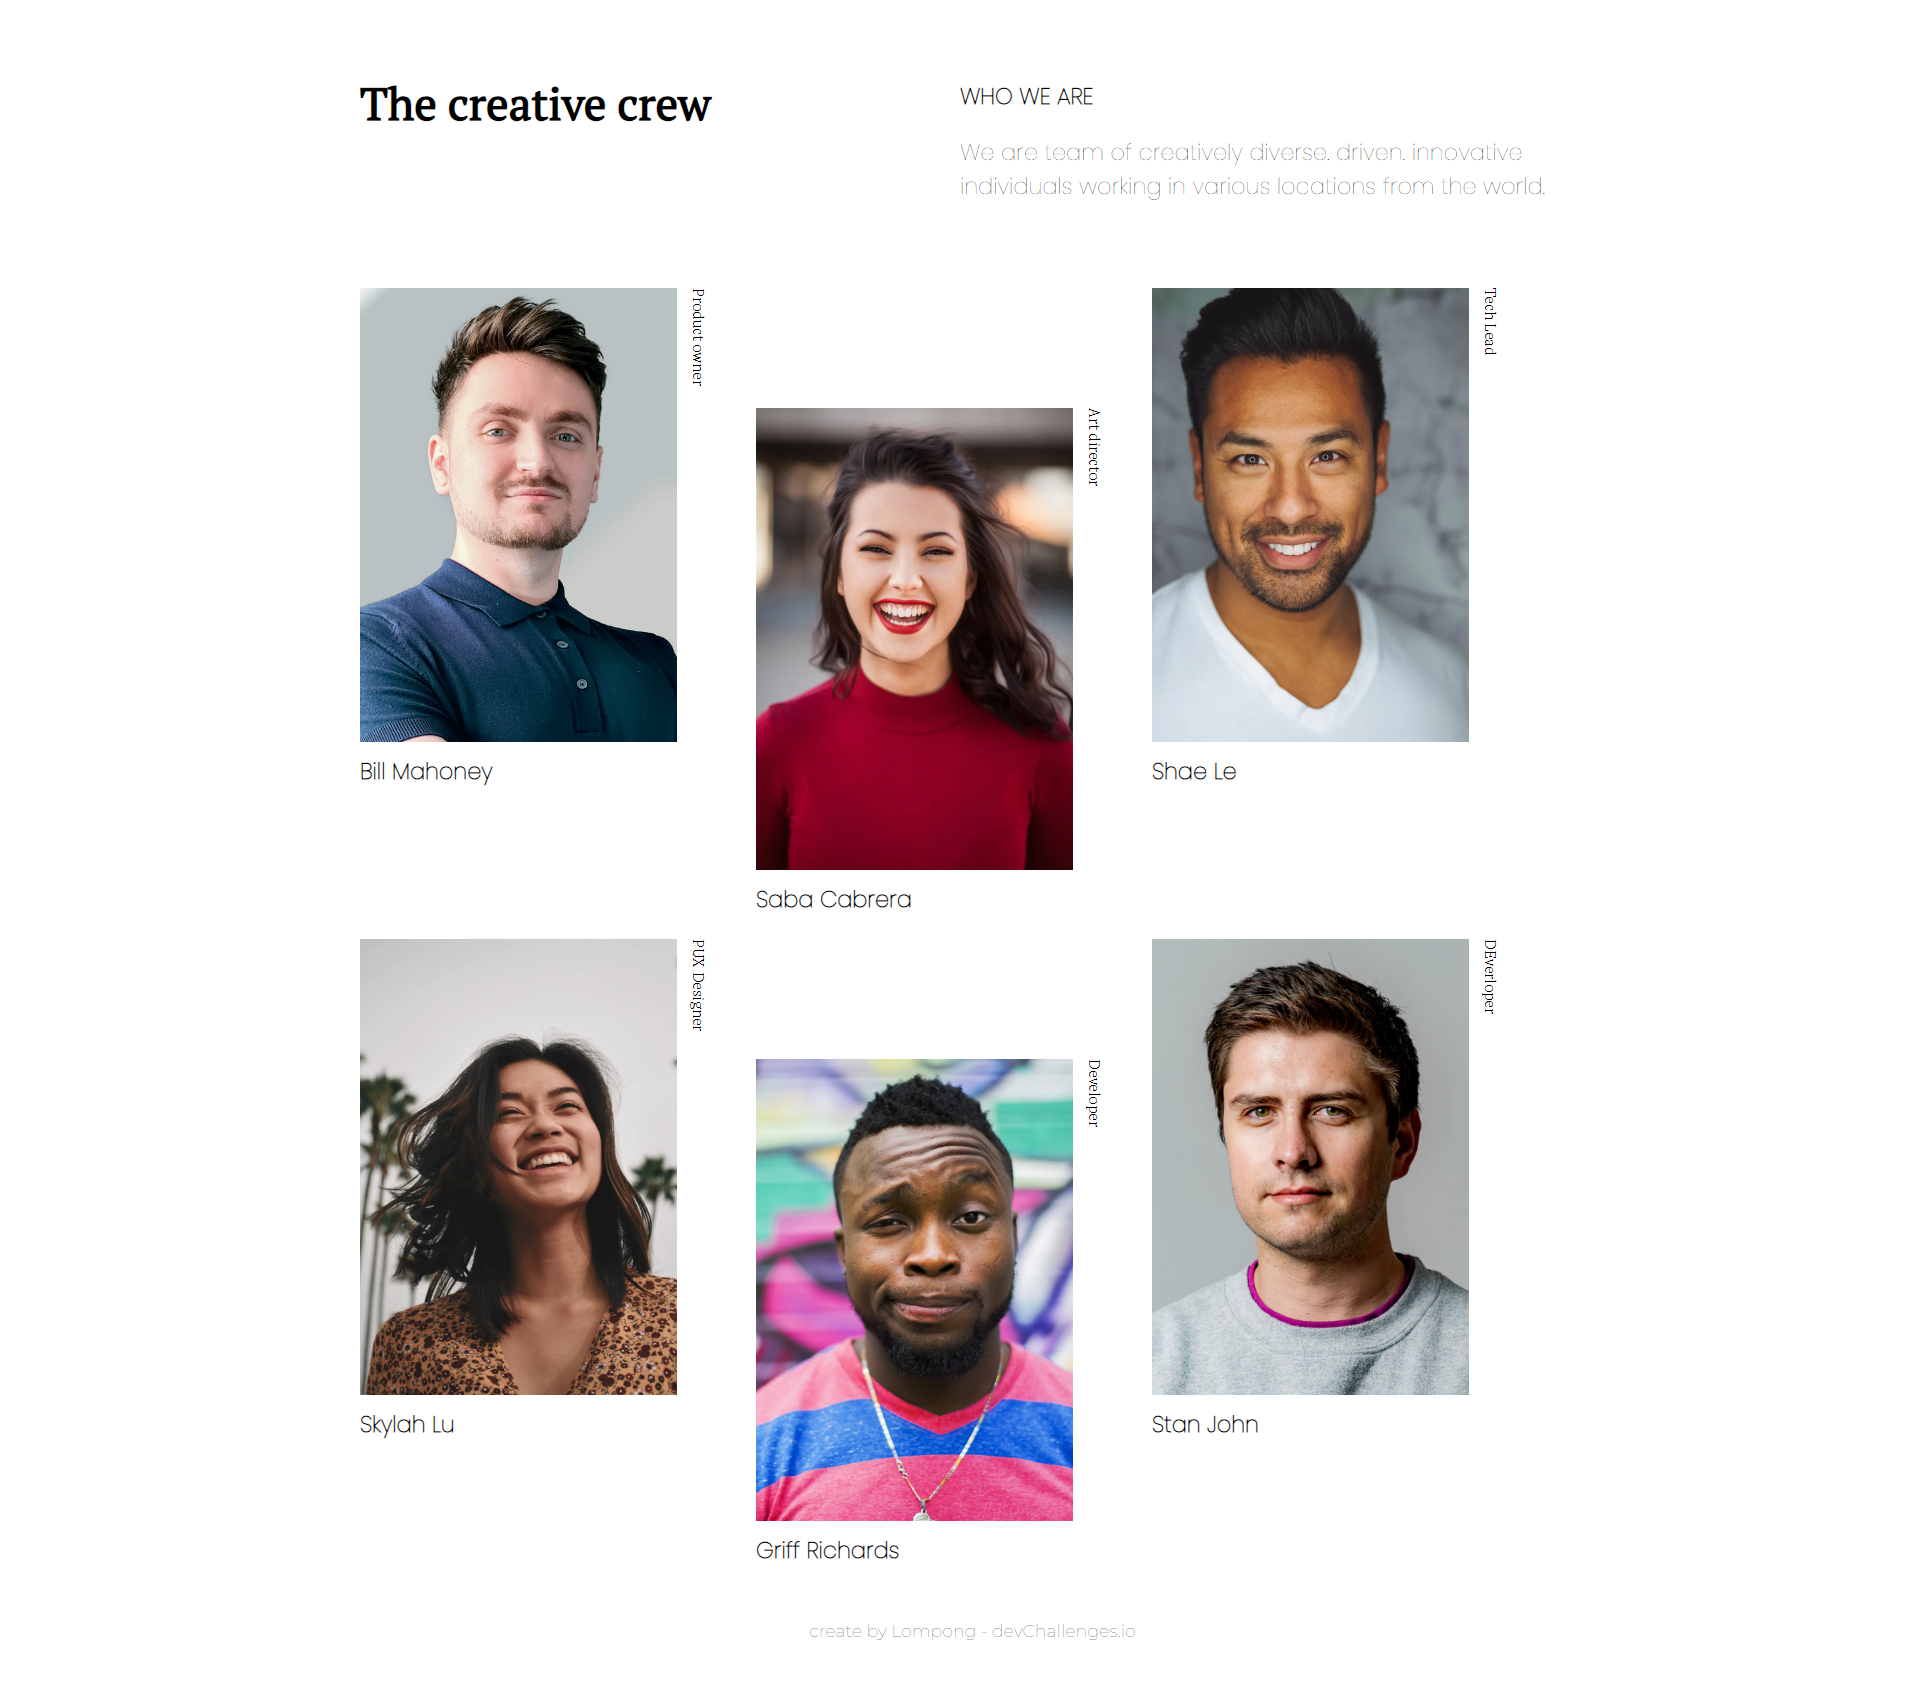 The creative crew
WHO WE ARE
We are team of creatively diverse. driven. innovative
individuals working in various locations from the world.
Product owner
Bill Mahoney
Art director
Saba Cabrera
Tech Lead
Shae Le
PUX Designer
Skylah Lu
Developer
Griff Richards
DEverloper
Stan John
create by Lompong - devChallenges.io